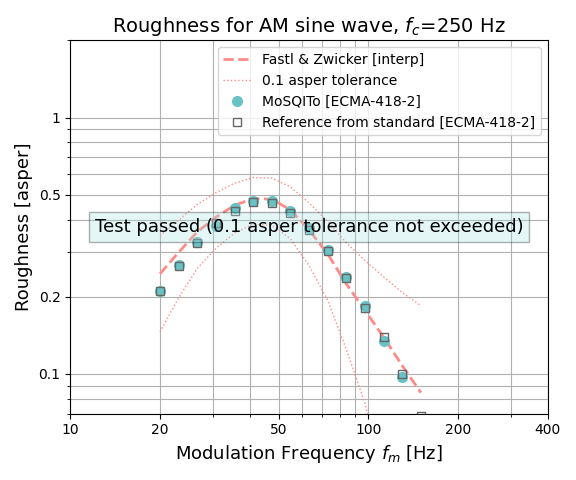 Roughness for AM sine wave, f_c=250 Hz
Fastl & Zwicker [interp]
0.1 asper tolerance
MoSQITo [ECMA-418-2]
Reference from standard [ECMA-418-2]
Test passed (0.1 asper tolerance not exceeded)
Roughness [asper]
1
0.5
0.2
0.1
10 20 50 100 200 400
Modulation Frequency f_m [Hz]